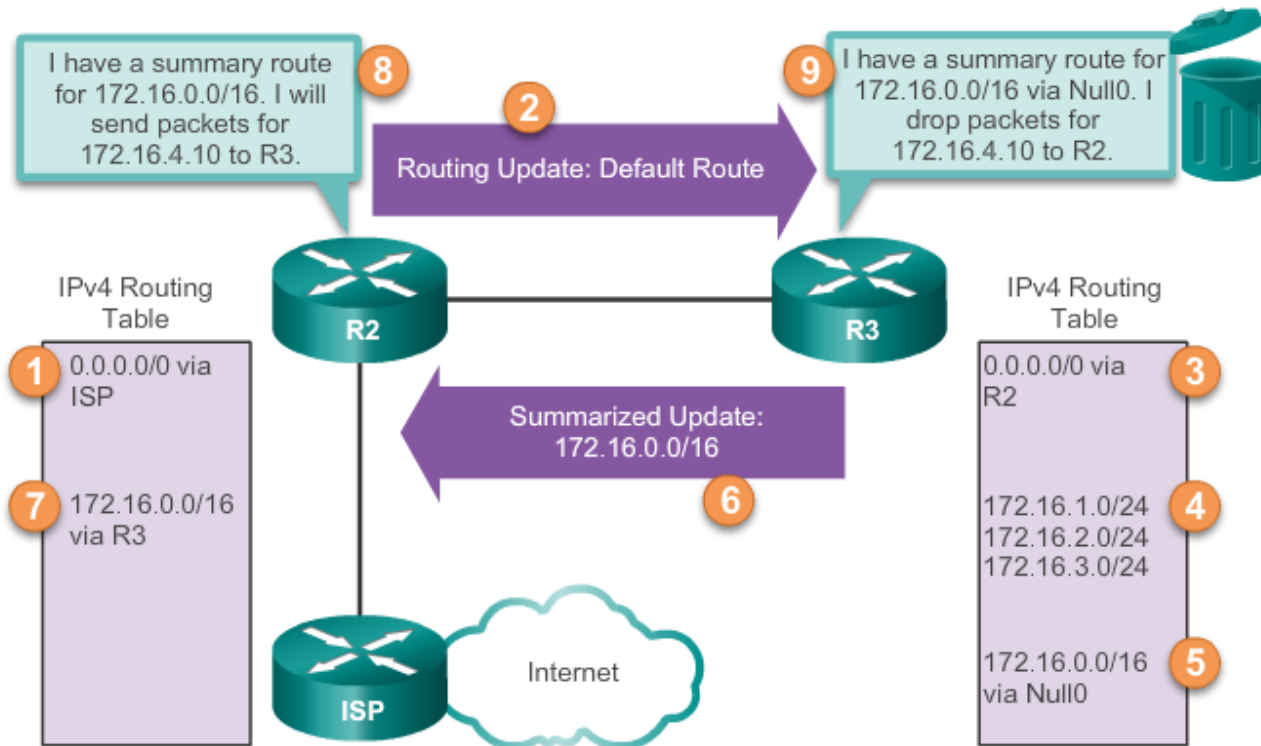 I have a summary route
for 172.16.0.0/16. I will
send packets for
172.16.4.10 to R3.
8
2
Routing Update: Default Route
9
I have a summary route for
172.16.0.0/16 via Null0. I
drop packets for
172.16.4.10 to R2.
R2
R3
IPv4 Routing
Table
1
0.0.0.0/0 via
ISP
7
172.16.0.0/16
via R3
Summarized Update:
172.16.0.0/16
6
IPv4 Routing
Table
0.0.0.0/0 via
R2
3
172.16.1.0/24
172.16.2.0/24
172.16.3.0/24
4
172.16.0.0/16
via Null0
5
ISP
Internet